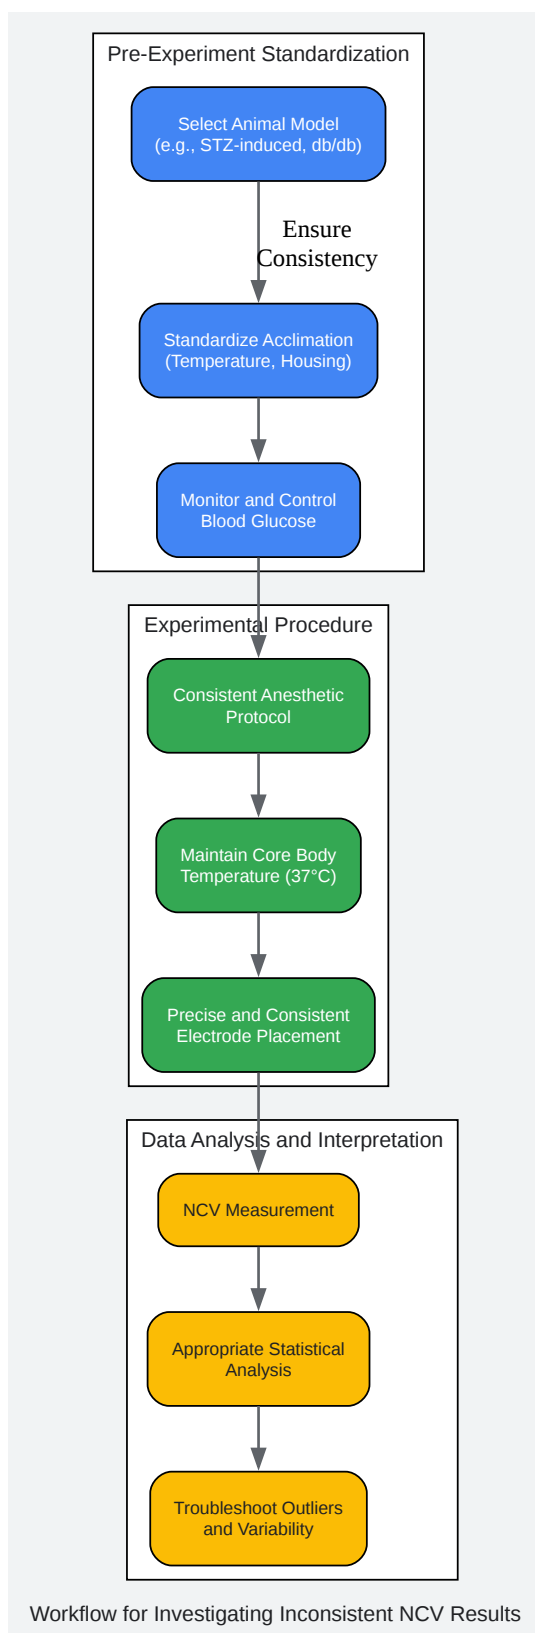 Pre-Experiment Standardization
Select Animal Model
(e.g., STZ-induced, db/db)
Ensure
Consistency
Standardize Acclimation
(Temperature, Housing)
Monitor and Control
Blood Glucose
Experimental Procedure
Consistent Anesthetic
Protocol
Maintain Core Body
Temperature (37°C)
Precise and Consistent
Electrode Placement
Data Analysis and Interpretation
NCV Measurement
Appropriate Statistical
Analysis
Troubleshoot Outliers
and Variability
Workflow for Investigating Inconsistent NCV Results